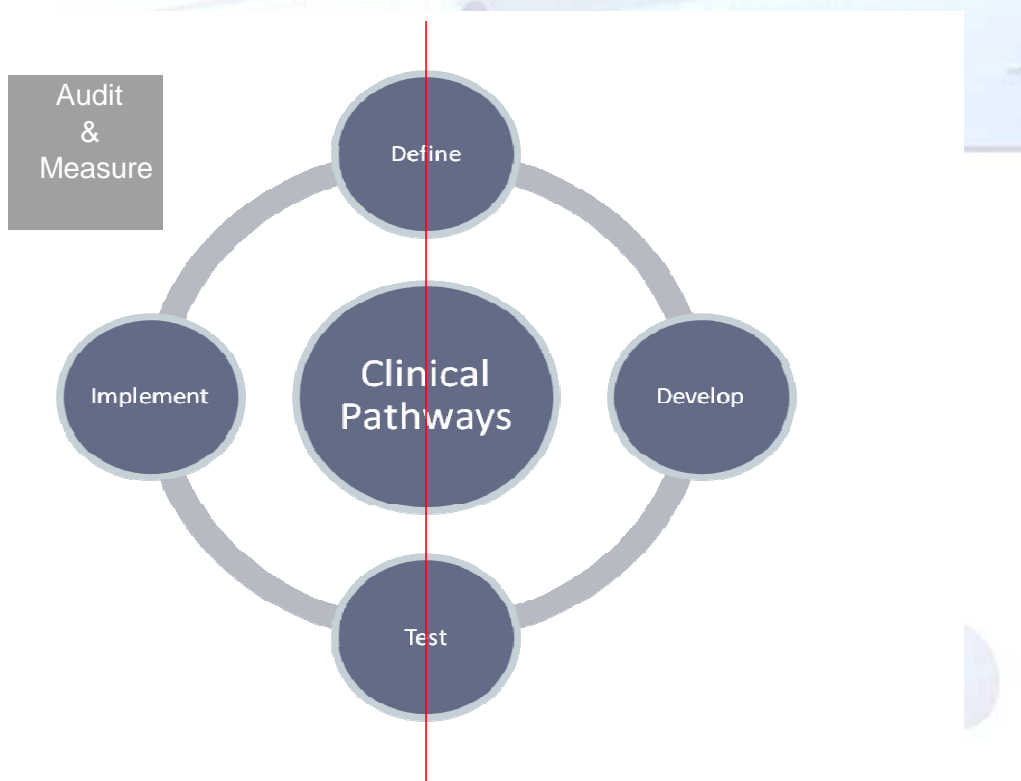 Audit
&
Measure
Define
Clinical
Pathways
Implement
Develop
Test